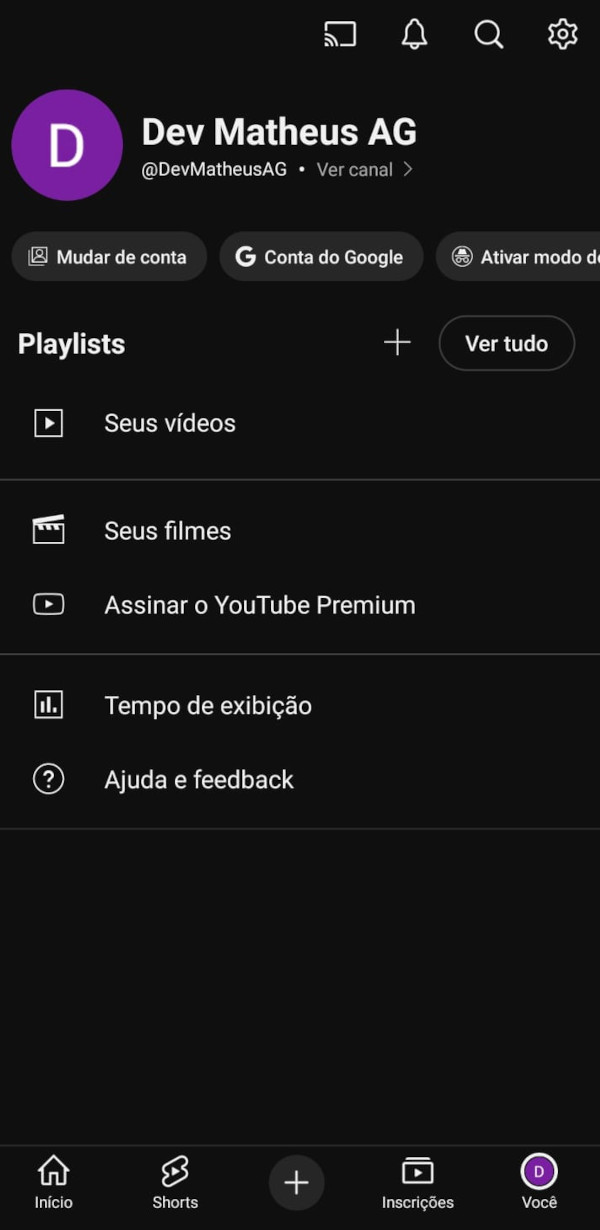 D
Dev Matheus AG
@DevMatheusAG • Ver canal
Mudar de conta
Conta do Google
Ativar modo d
Playlists
Ver tudo
Seus vídeos
Seus filmes
Assinar o YouTube Premium
Tempo de exibição
Ajuda e feedback
Início
Shorts
Inscrições
D
Você